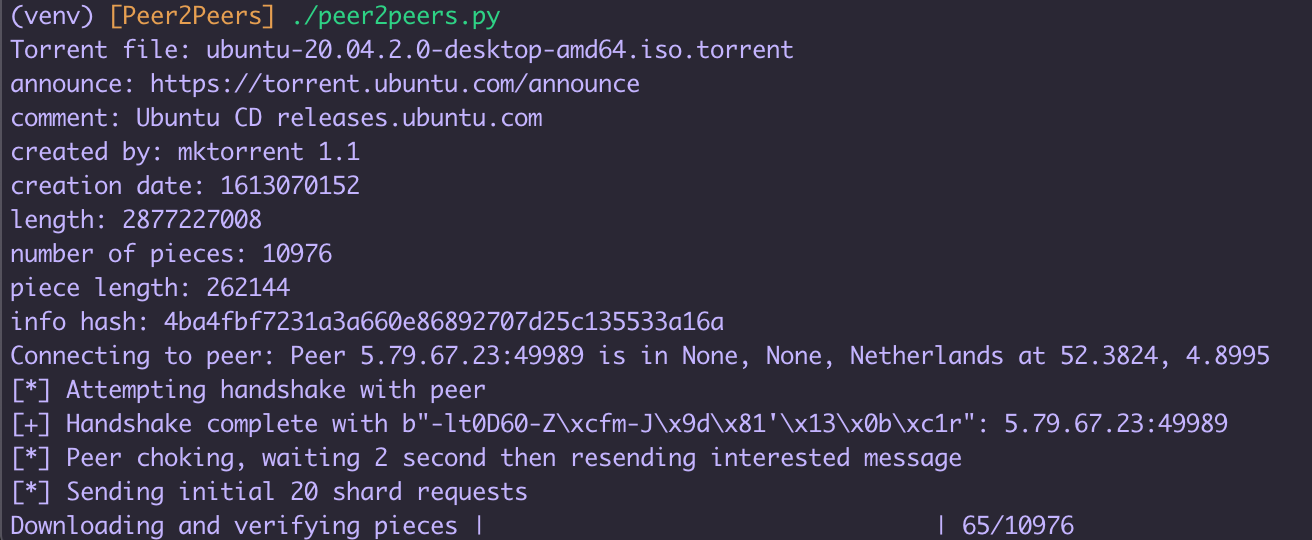 (venv) [Peer2Peers] ./peer2peers.py
Torrent file: ubuntu-20.04.2.0-desktop-amd64.iso.torrent
announce: https://torrent.ubuntu.com/announce
comment: Ubuntu CD releases.ubuntu.com
created by: mktorrent 1.1
creation date: 1613070152
length: 2877227008
number of pieces: 10976
piece length: 262144
info hash: 4ba4fbf7231a3a660e86892707d25c135533a16a
Connecting to peer: Peer 5.79.67.23:49989 is in None, None, Netherlands at 52.3824, 4.8995
[*] Attempting handshake with peer
[+] Handshake complete with b"-lt0D60-Z\xcfm-J\x9d\x81'\x13\x0b\xc1r": 5.79.67.23:49989
[*] Peer choking, waiting 2 second then resending interested message
[*] Sending initial 20 shard requests
Downloading and verifying pieces |                                | 65/10976